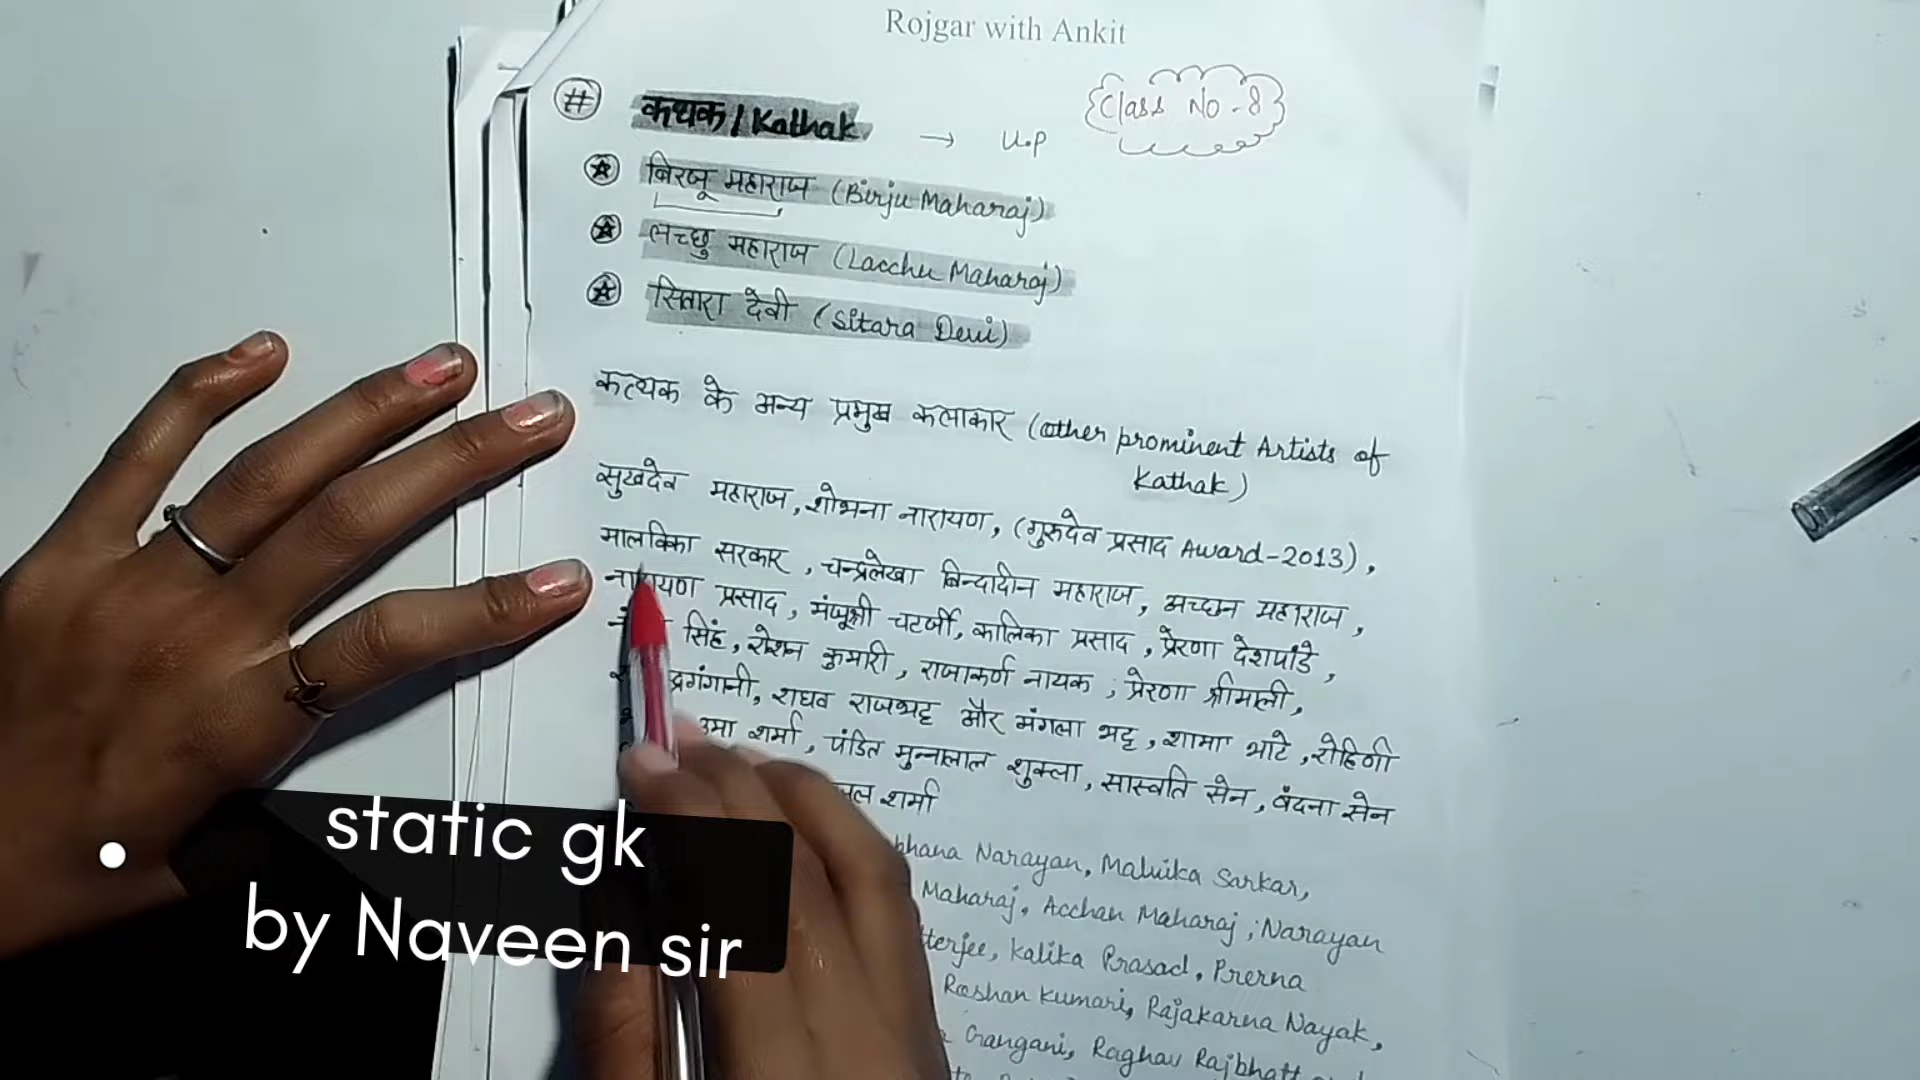 Rojgar with Ankit
# कथक / Kathak → U.P
{Class No - 8}
बिरजू महाराज (Birju Maharaj)
लच्छु महाराज (Lacchu Maharaj)
सितारा देवी (Sitara Devi)
कत्थक के अन्य प्रमुख कलाकार (other prominent Artists of
Kathak)
सुखदेव महाराज, शोभना नारायण, (गुरुदेव प्रसाद Award-2013),
मालविका सरकार, चन्द्रलेखा बिन्दादीन महाराज, अच्छन महाराज,
नारायण प्रसाद, मंजूश्री चटर्जी, कालिका प्रसाद, प्रेरणा देशपांडे,
सिंह, रोशन कुमारी, राजाकर्ण नायक, प्रेरणा श्रीमाली,
राघव राजभट्ट और मंगला भट्ट, शामा भाटे, रोहिणी
उमा शर्मा, पंडित मुन्नालाल शुक्ला, सास्वति सेन, वंदना सेन
शर्मा
Narayan, Maluika Sarkar,
Maharaj, Acchan Maharaj, Narayan
Kalika Prasad, Prerna
Roshan Kumari, Rajakarna Nayak,
Gangani, Raghav Rajbhatt
static gk
by Naveen sir